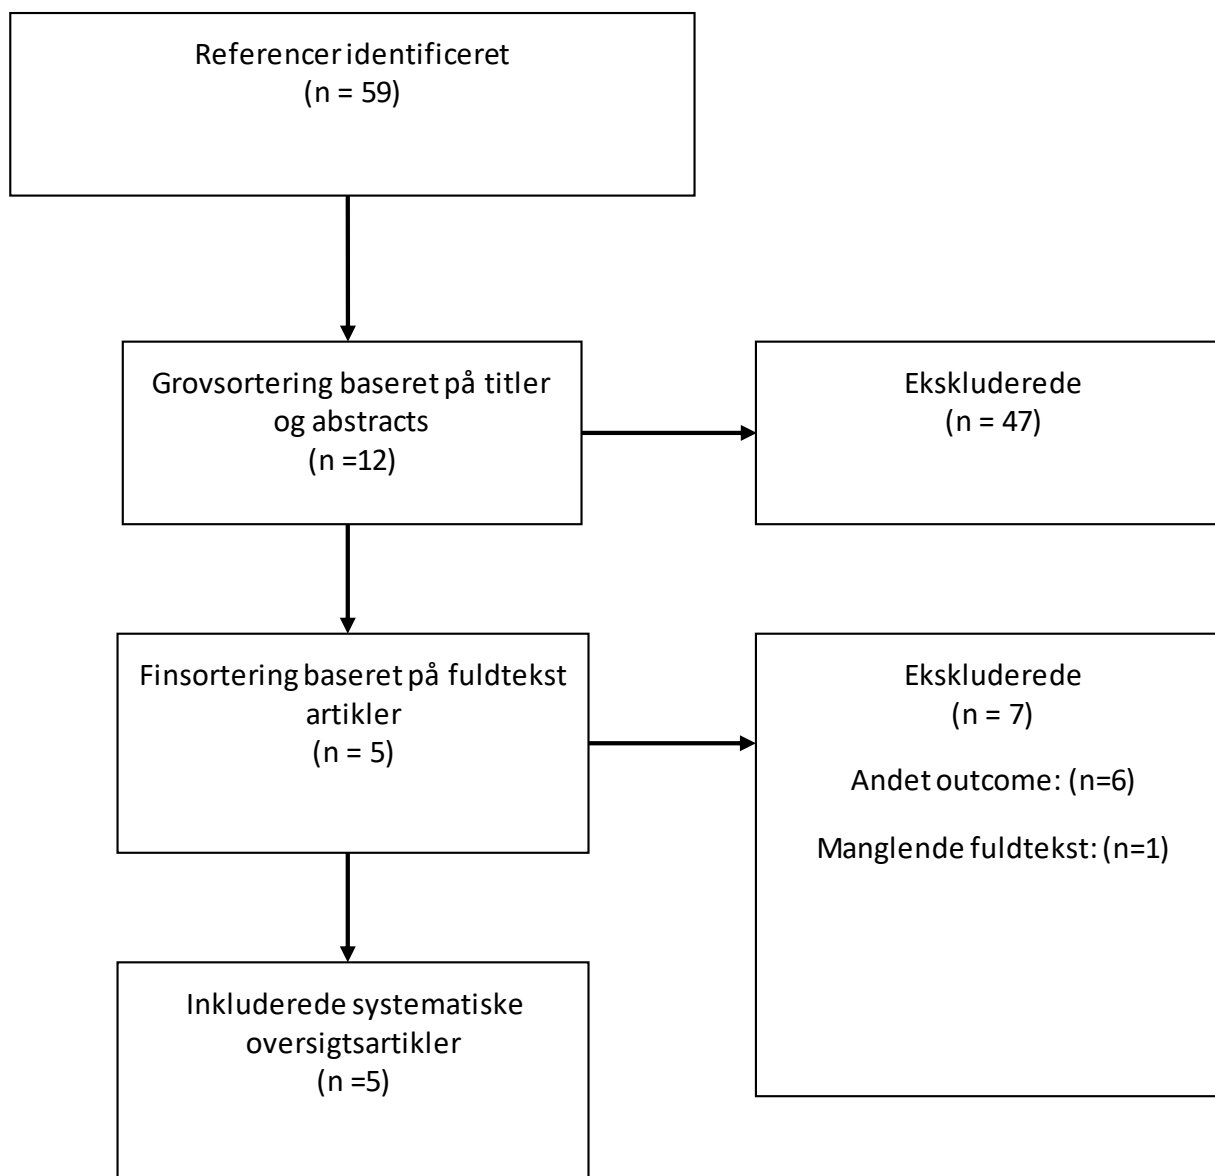 Referencer identificeret
(n = 59)
Grovsortering baseret på titler
og abstracts
(n =12)
Ekskluderede
(n = 47)
Finsortering baseret på fuldtekst
artikler
(n = 5)
Ekskluderede
(n = 7)
Andet outcome: (n=6)
Manglende fuldtekst: (n=1)
Inkluderede systematiske
oversigtsartikler
(n =5)